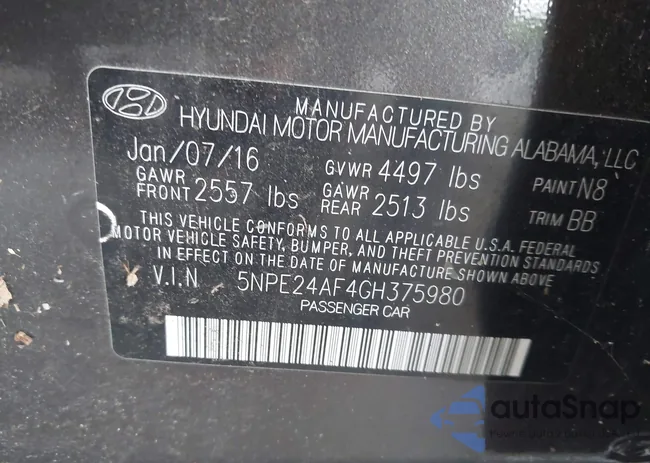 MANUFACTURED BY
HYUNDAI MOTOR MANUFACTURING ALABAMA, LLC
Jan/07/16 GVWR 4497 lbs PAINT N8
GAWR FRONT 2557 lbs GAWR REAR 2513 lbs TRIM BB
THIS VEHICLE CONFORMS TO ALL APPLICABLE U.S.A. FEDERAL
MOTOR VEHICLE SAFETY, BUMPER, AND THEFT PREVENTION STANDARDS
IN EFFECT ON THE DATE OF MANUFACTURE SHOWN ABOVE
V.I.N 5NPE24AF4GH375980
PASSENGER CAR
autoSnap